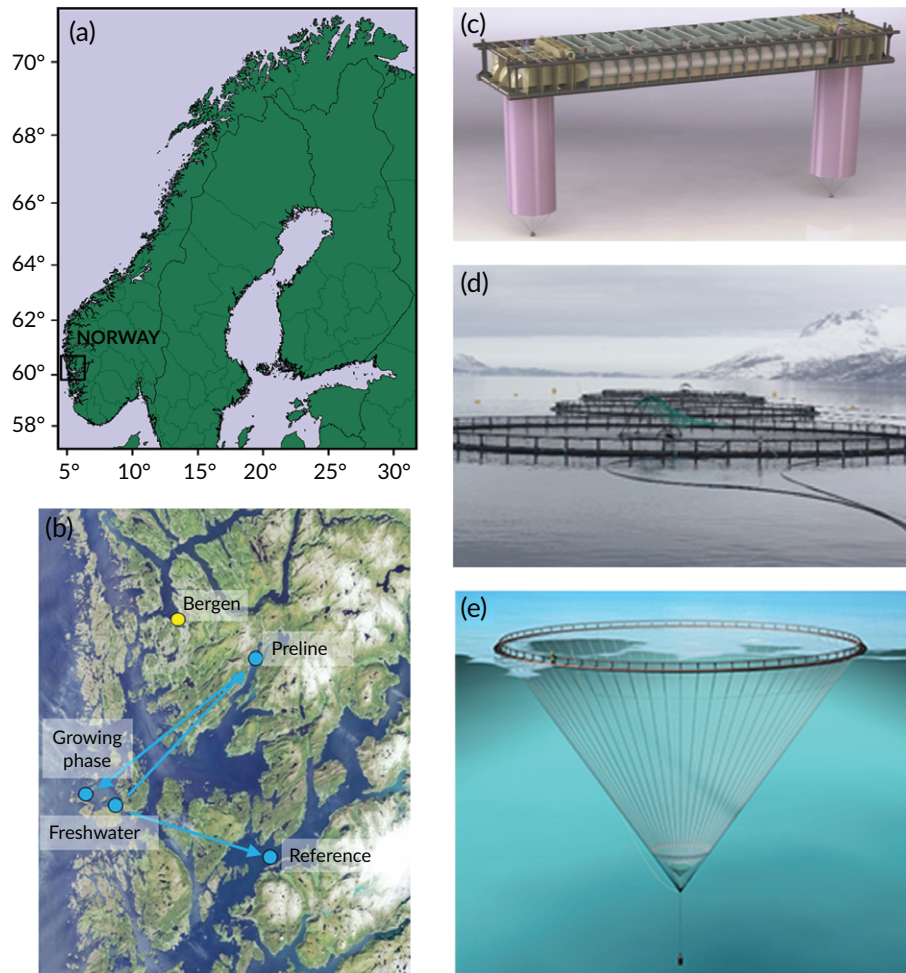 (a)
70°
68°
66°
64°
62°
60°
58°
NORWAY
5° 10° 15° 20° 25° 30°
(b)
Bergen
Preline
Growing
phase
Freshwater
Reference
(c)
(d)
(e)